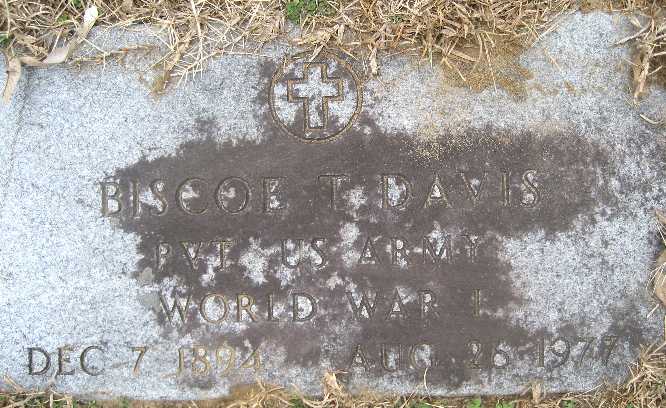 BISCOE T DAVIS
PVT US ARMY
WORLD WAR I
DEC 7 1894 AUG 26 1977